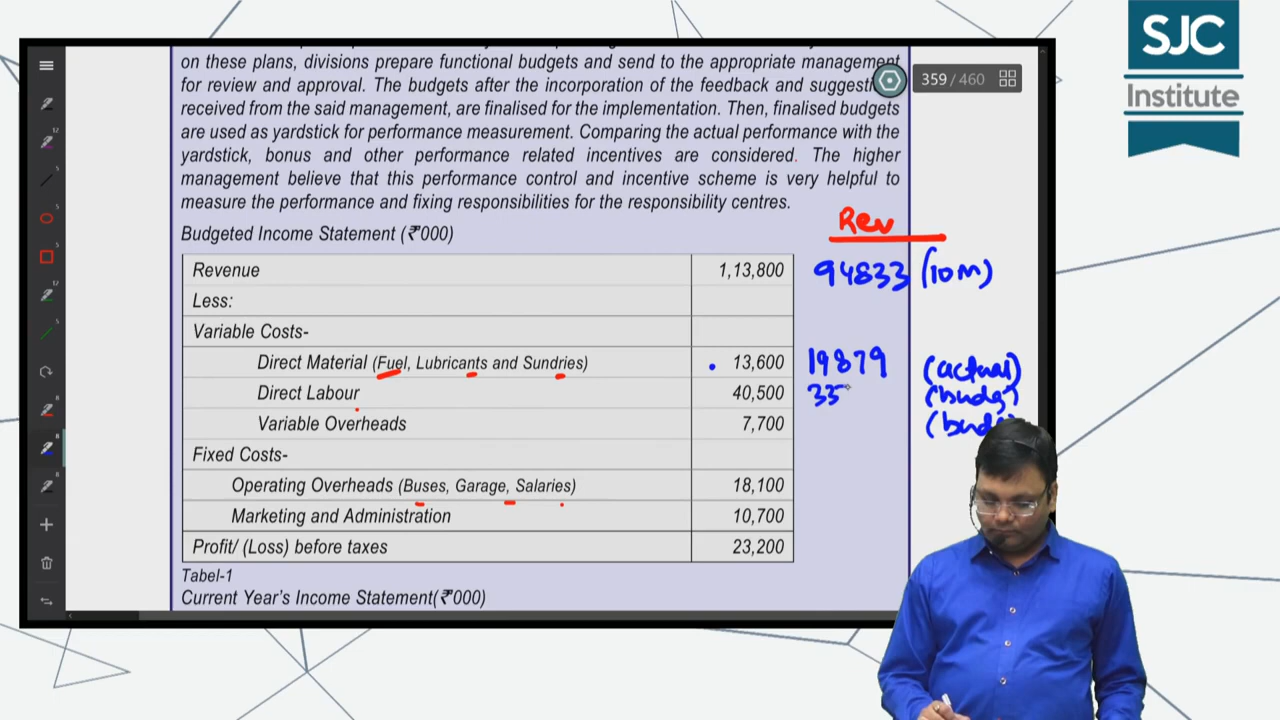 SJC
Institute
359 / 460
on these plans, divisions prepare functional budgets and send to the appropriate management
for review and approval. The budgets after the incorporation of the feedback and
received from the said management, are finalised for the implementation. Then, finalised budgets
are used as yardstick for performance measurement. Comparing the actual performance with the
yardstick, bonus and other performance related incentives are considered. The higher
management believe that this performance control and incentive scheme is very helpful to
measure the performance and fixing responsibilities for the responsibility centres.
Rev
Budgeted Income Statement (₹'000)
Revenue 1,13,800 94833 (10M)
Less:
Variable Costs-
Direct Material (Fuel, Lubricants and Sundries) 13,600 19879 (actual)
Direct Labour 40,500 335 (budg)
Variable Overheads 7,700
Fixed Costs-
Operating Overheads (Buses, Garage, Salaries) 18,100
Marketing and Administration 10,700
Profit/ (Loss) before taxes 23,200
Tabel-1
Current Year's Income Statement(₹'000)